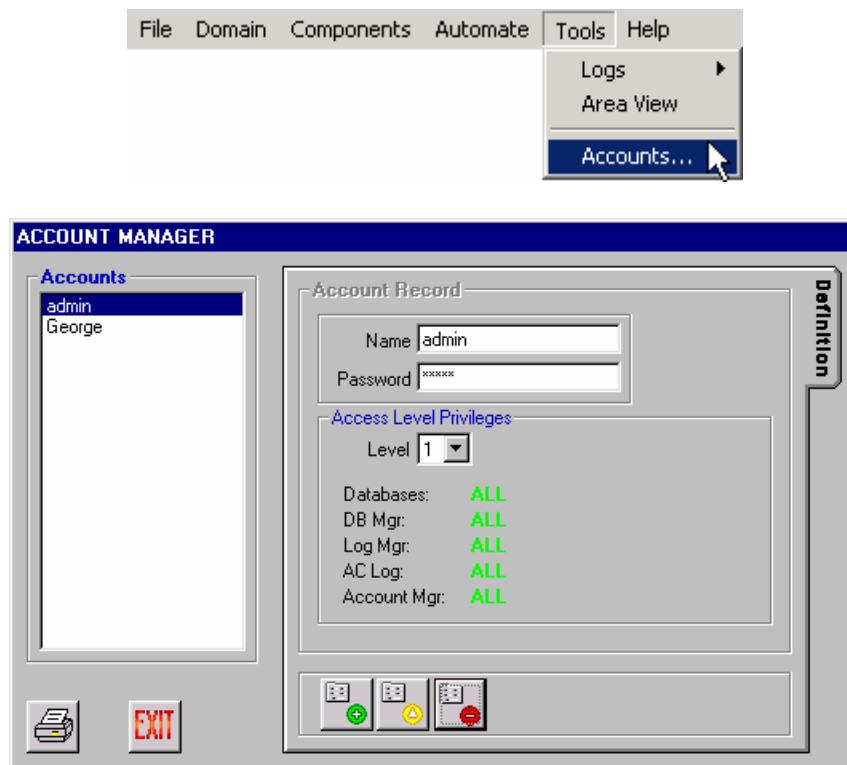 File Domain Components Automate Tools Help
Logs
Area View
Accounts...
ACCOUNT MANAGER
Accounts
admin
George
Definition
Account Record
Name admin
Password *****
Access Level Privileges
Level 1
Databases: ALL
DB Mgr: ALL
Log Mgr: ALL
AC Log: ALL
Account Mgr: ALL
EXIT